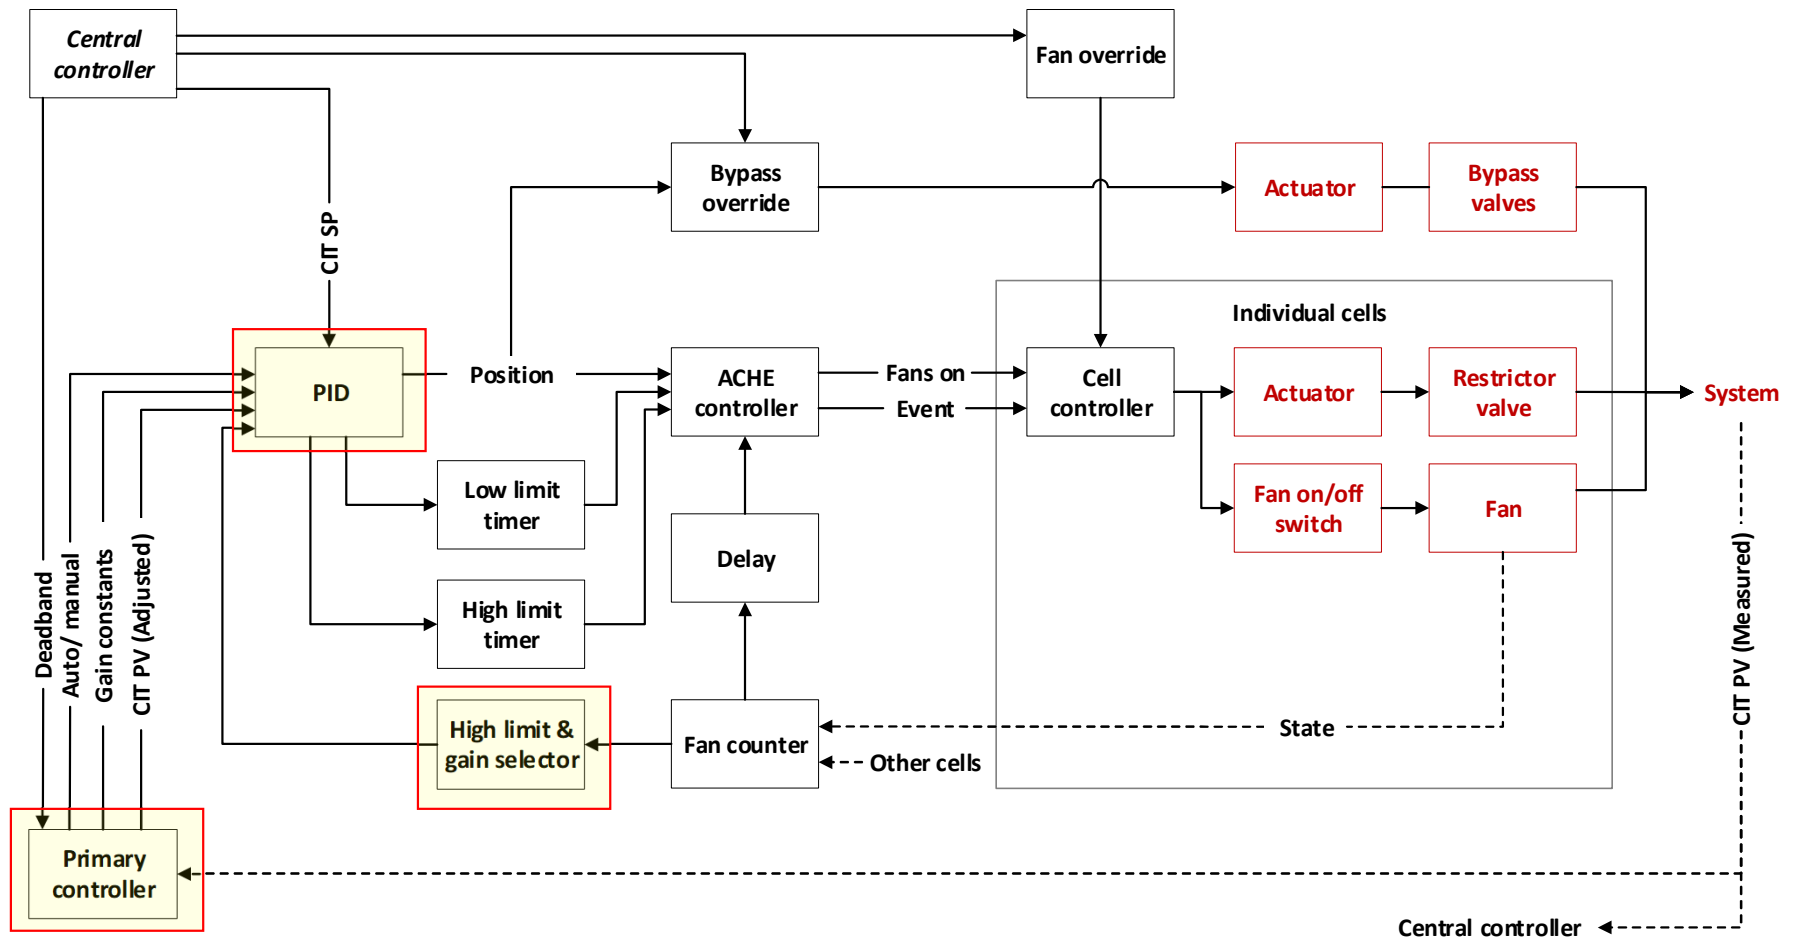 Central
controller
Fan override
Bypass
override
Actuator
Bypass
valves
CIT SP
Individual cells
PID
Position
ACHE
controller
Fans on
Event
Cell
controller
Actuator
Restrictor
valve
System
Low limit
timer
Fan on/off
switch
Fan
Delay
High limit
timer
Deadband
Auto/ manual
Gain constants
CIT PV (Adjusted)
CIT PV (Measured)
High limit &
gain selector
Fan counter
State
Other cells
Primary
controller
Central controller